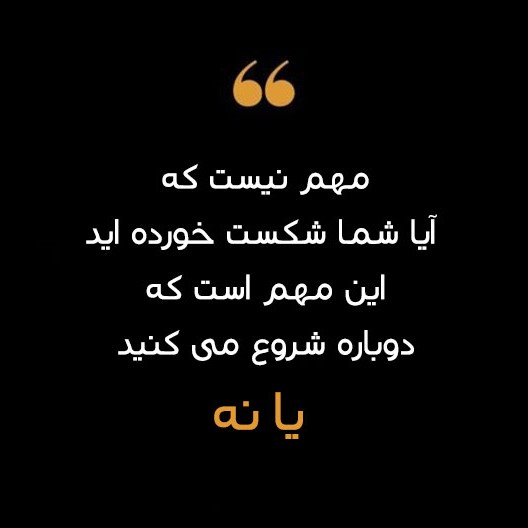 مهم نیست که
آیا شما شکست خورده اید
این مهم است که
دوباره شروع می کنید
یا نه